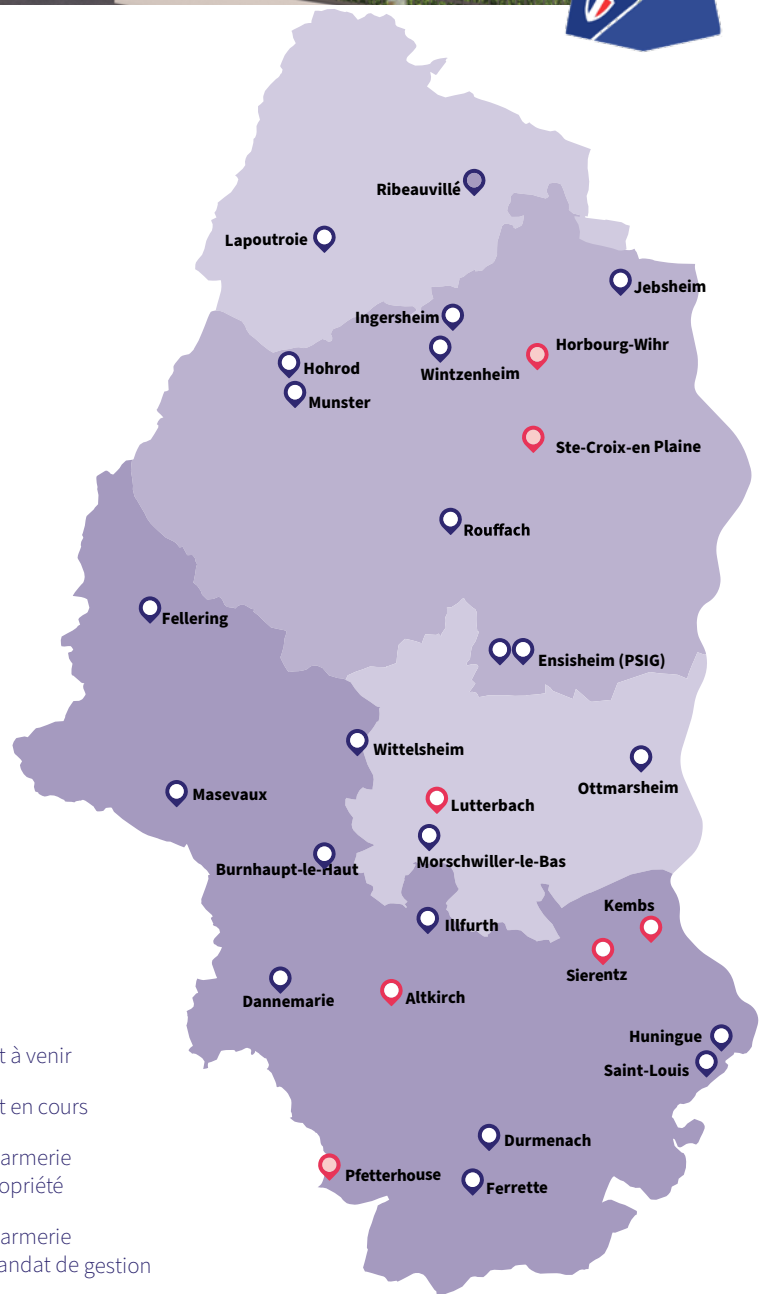 Ribeauvillé
Lapoutroie
Jebsheim
Ingersheim
Horbourg-Wihr
Hohrod
Wintzenheim
Munster
Ste-Croix-en Plaine
Rouffach
Fellering
Ensisheim (PSIG)
Wittelsheim
Ottmarsheim
Masevaux
Lutterbach
Morschwiller-le-Bas
Burnhaupt-le-Haut
Kembs
Illfurth
Sierentz
Dannemarie
Altkirch
Huningue
Saint-Louis
Durmenach
Pfetterhouse
Ferrette
t à venir
t en cours
armerie
opriété
armerie
andat de gestion